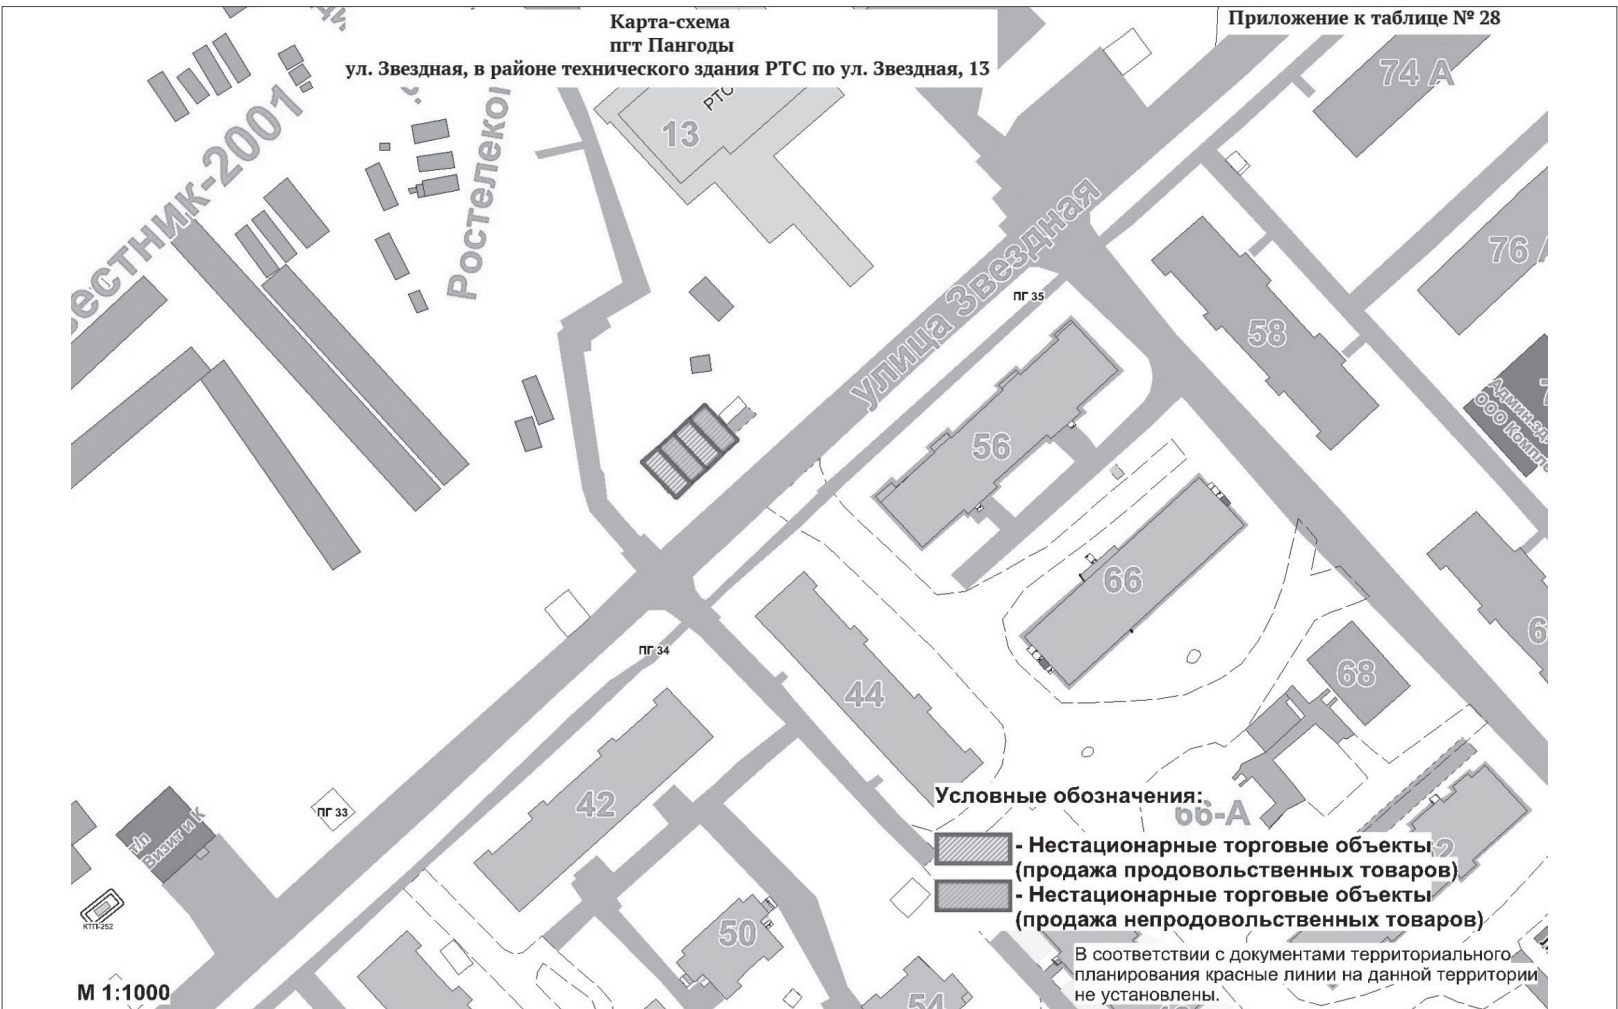 Карта-схема
пгт Пангоды
ул. Звездная, в районе технического здания РТС по ул. Звездная, 13
Приложение к таблице № 28
74 А
РТС
13
Ростелеком
улица Звездная
ПГ 35
76 А
58
56
66
68
44
ПГ 34
42
ПГ 33
т/п
Визит и К
КТП-252
50
54
66-А
Условные обозначения:
- Нестационарные торговые объекты
(продажа продовольственных товаров)
- Нестационарные торговые объекты
(продажа непродовольственных товаров)
В соответствии с документами территориального
планирования красные линии на данной территории
не установлены.
М 1:1000